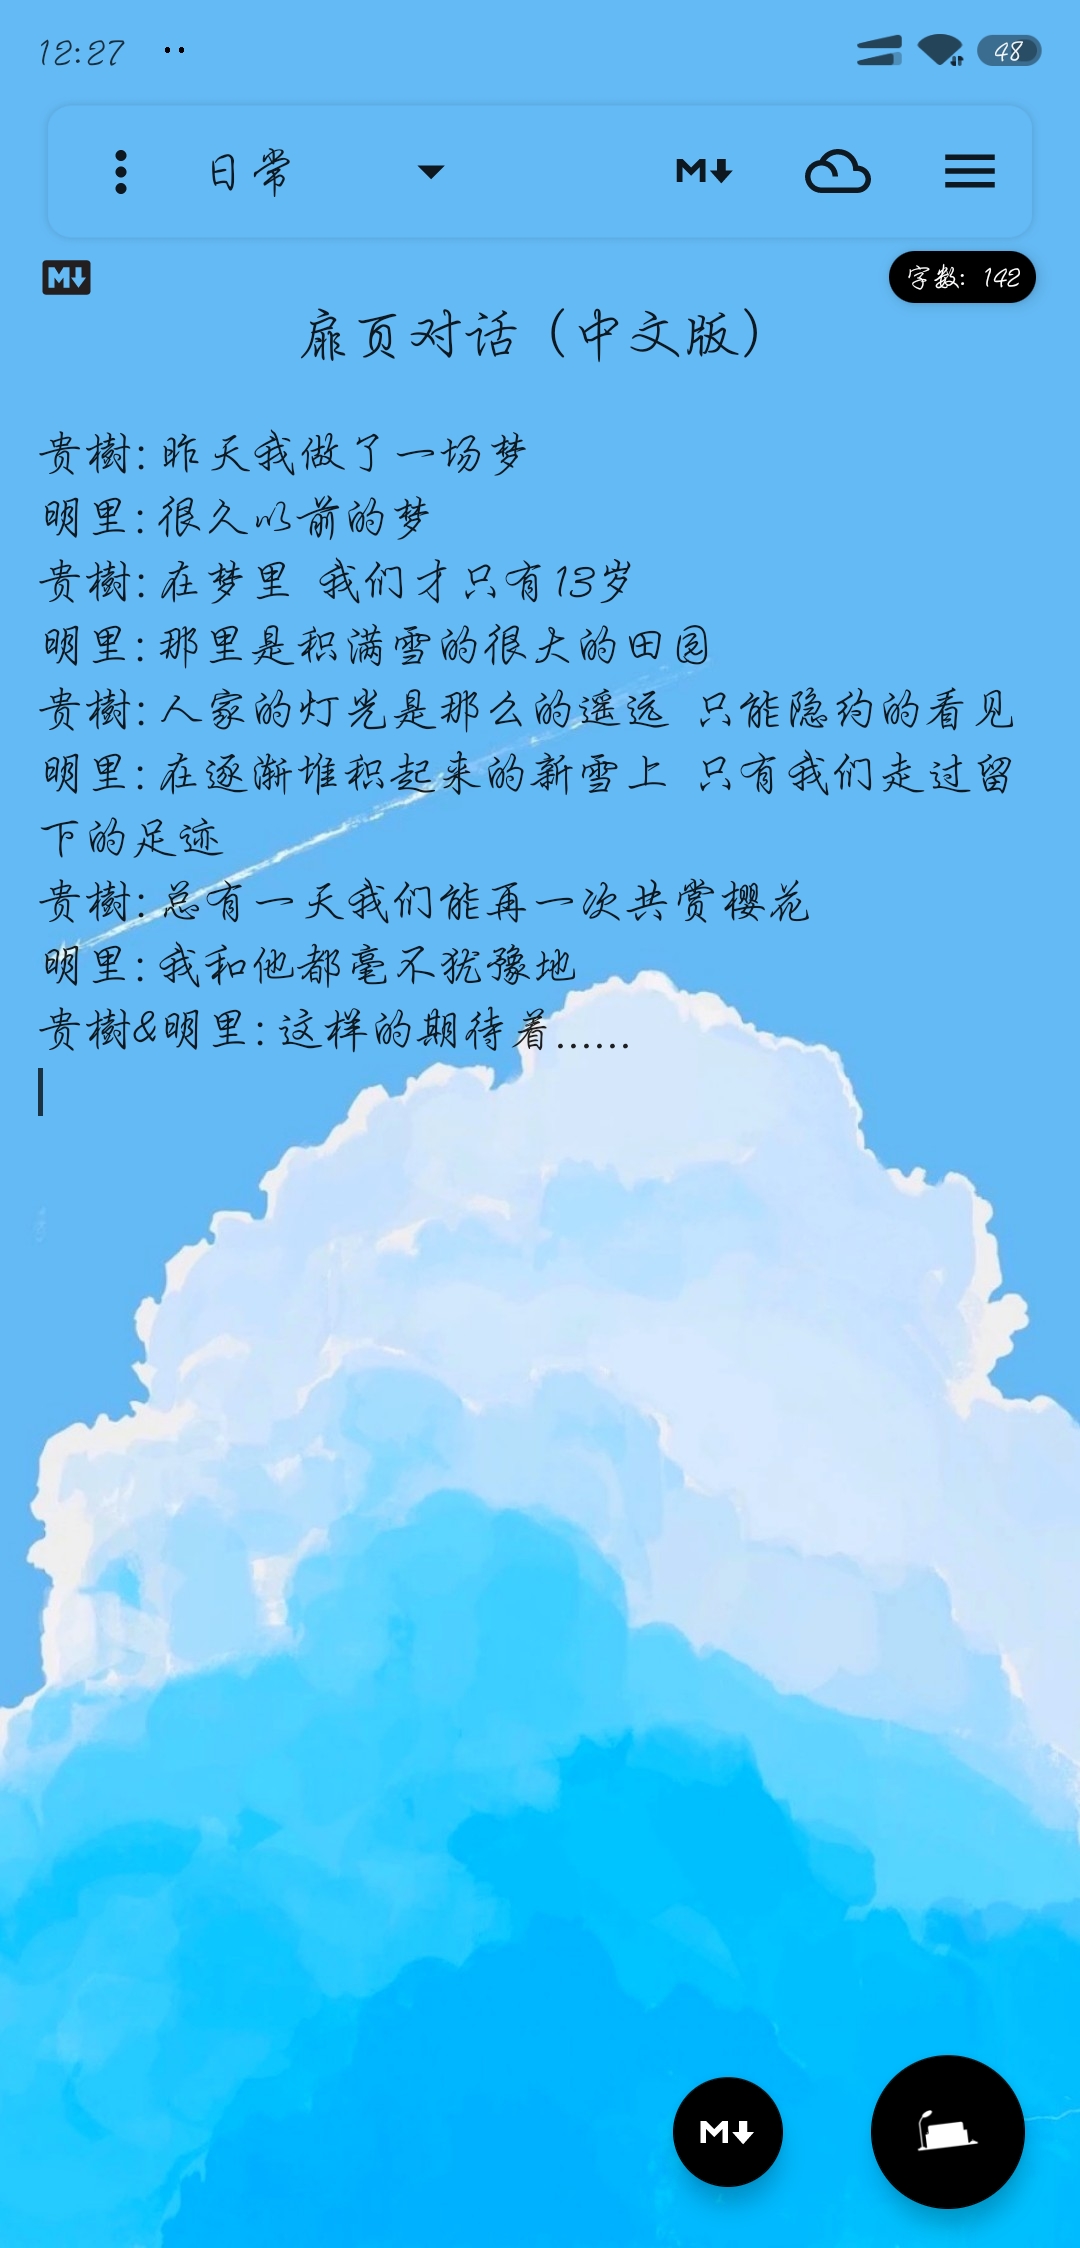 12:27
48
日常
M
M
字数: 142
扉页对话（中文版）
贵樹: 昨天我做了一场梦
明里: 很久以前的梦
贵樹: 在梦里 我们才只有13岁
明里: 那里是积满雪的很大的田园
贵樹: 人家的灯光是那么的遥远 只能隐约的看见
明里: 在逐渐堆积起来的新雪上 只有我们走过留
下的足迹
贵樹: 总有一天我们能再一次共赏樱花
明里: 我和他都毫不犹豫地
贵樹&明里: 这样的期待着……
M